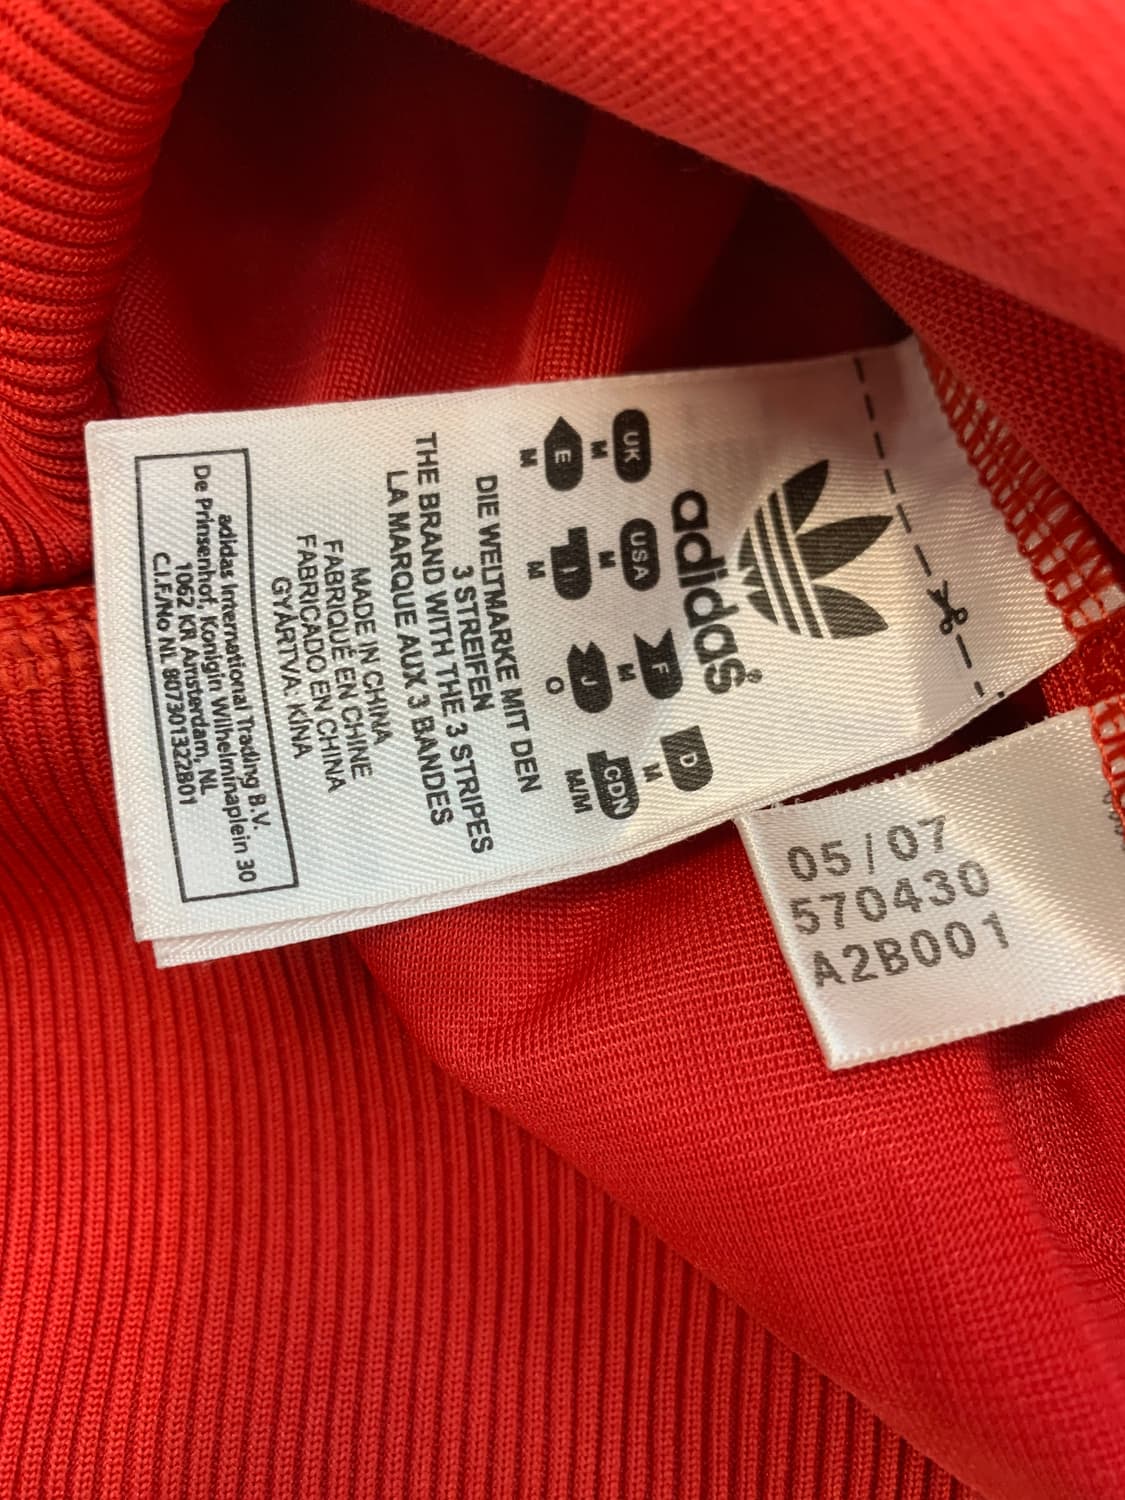 adidas®
UK USA F D
M M M M
E I J CDN
M M O M/M
DIE WELTMARKE MIT DEN
3 STREIFEN
THE BRAND WITH THE 3 STRIPES
LA MARQUE AUX 3 BANDES
MADE IN CHINA
FABRIQUÉ EN CHINE
FABRICADO EN CHINA
GYÁRTVA: KÍNA
adidas International Trading B.V.
De Prinsenhof, Konigin Wilhelminaplein 30
1062 KR Amsterdam, NL
C.I.F/No NL 807301322B01
05/07
570430
A2B001